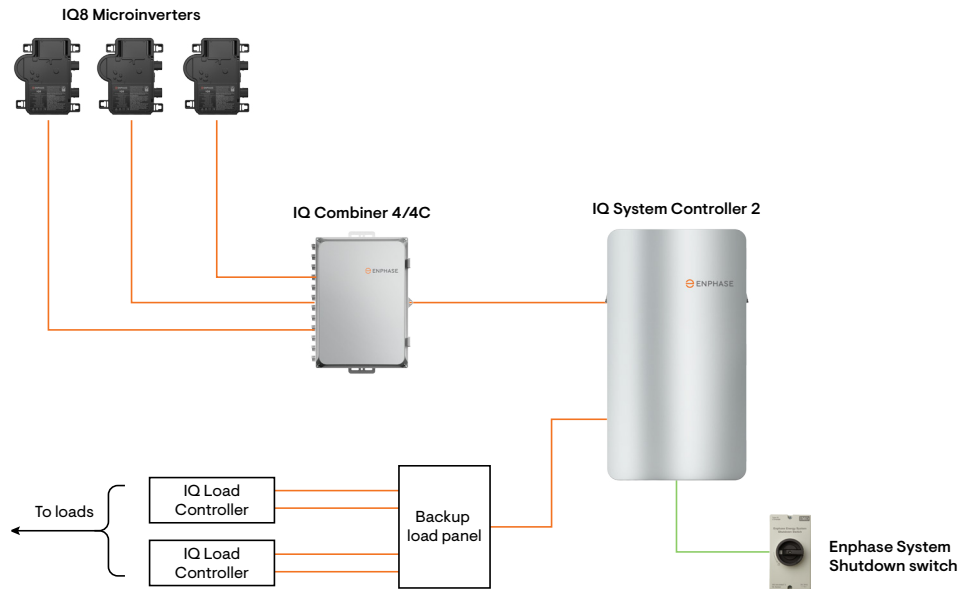 IQ8 Microinverters
IQ Combiner 4/4C
IQ System Controller 2
ENPHASE
ENPHASE
To loads
IQ Load
Controller
IQ Load
Controller
Backup
load panel
Enphase System
Shutdown switch